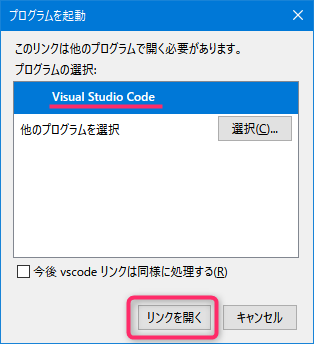 プログラムを起動
このリンクは他のプログラムで開く必要があります。
プログラムの選択:
Visual Studio Code
他のプログラムを選択
選択(C)...
今後 vscode リンクは同様に処理する(R)
リンクを開く
キャンセル